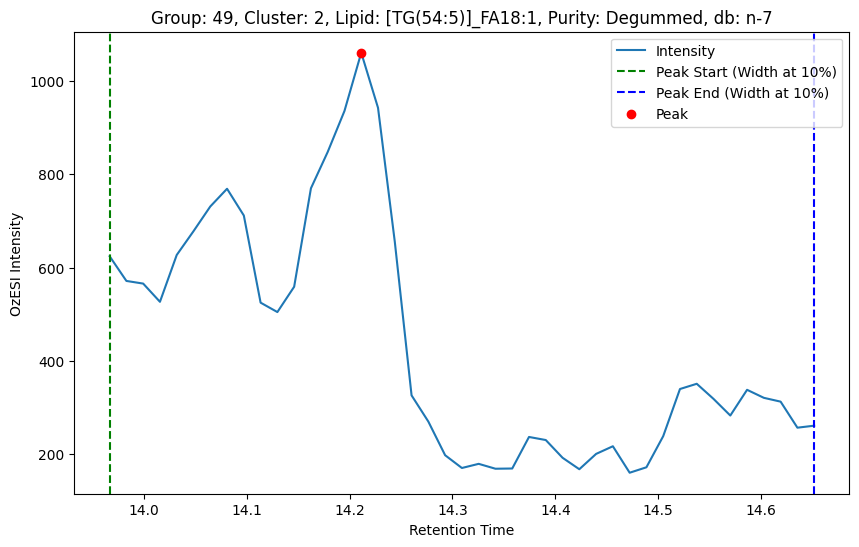 Group: 49, Cluster: 2, Lipid: [TG(54:5)]_FA18:1, Purity: Degummed, db: n-7
Intensity
Peak Start (Width at 10%)
Peak End (Width at 10%)
Peak
OzESI Intensity
1000
800
600
400
200
14.0 14.1 14.2 14.3 14.4 14.5 14.6
Retention Time